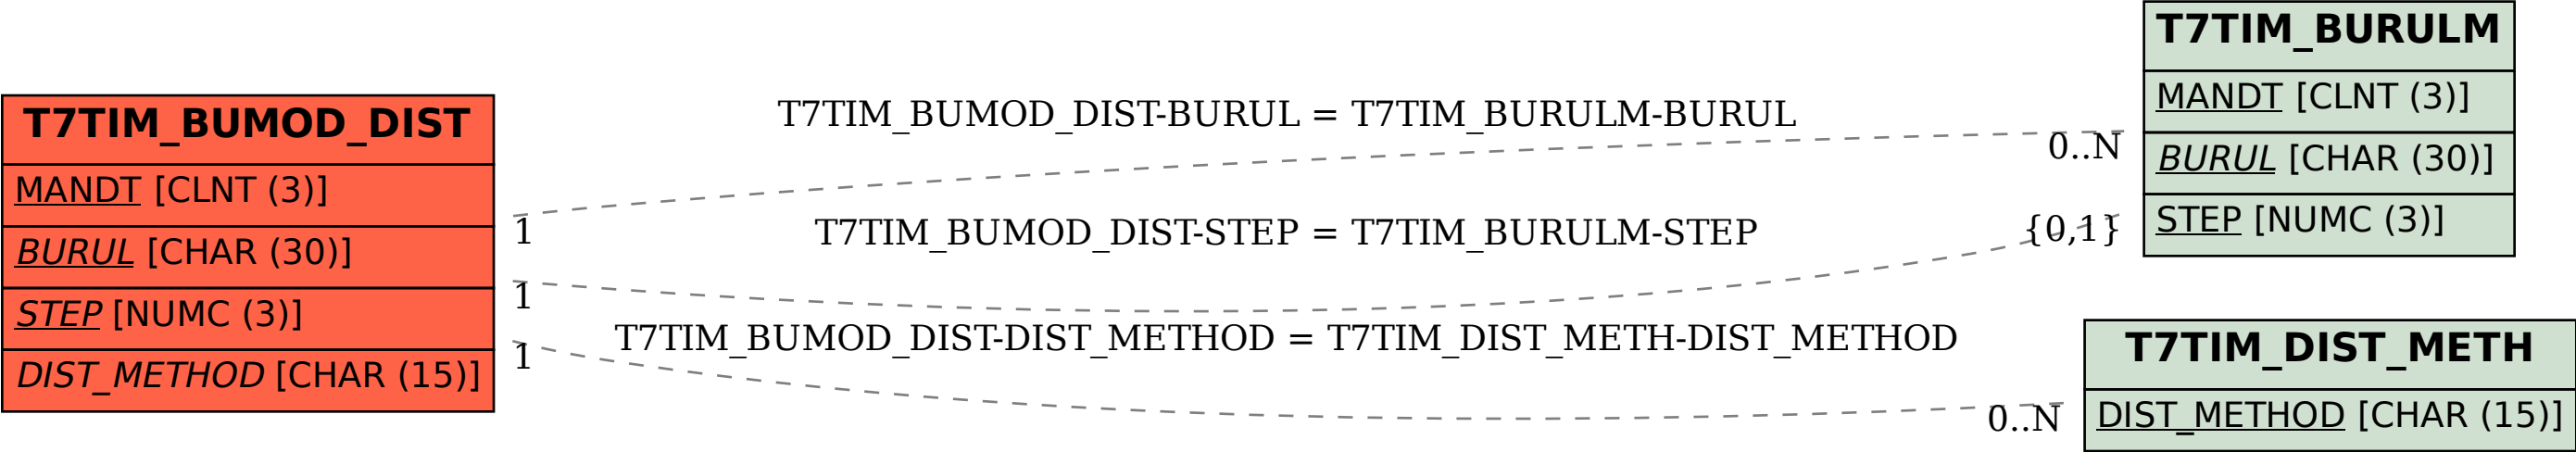 T7TIM_BUMOD_DIST
MANDT [CLNT (3)]
BURUL [CHAR (30)]
STEP [NUMC (3)]
DIST_METHOD [CHAR (15)]
T7TIM_BUMOD_DIST-BURUL = T7TIM_BURULM-BURUL
1
0..N
T7TIM_BUMOD_DIST-STEP = T7TIM_BURULM-STEP
1
{0,1}
T7TIM_BUMOD_DIST-DIST_METHOD = T7TIM_DIST_METH-DIST_METHOD
1
0..N
T7TIM_BURULM
MANDT [CLNT (3)]
BURUL [CHAR (30)]
STEP [NUMC (3)]
T7TIM_DIST_METH
DIST_METHOD [CHAR (15)]